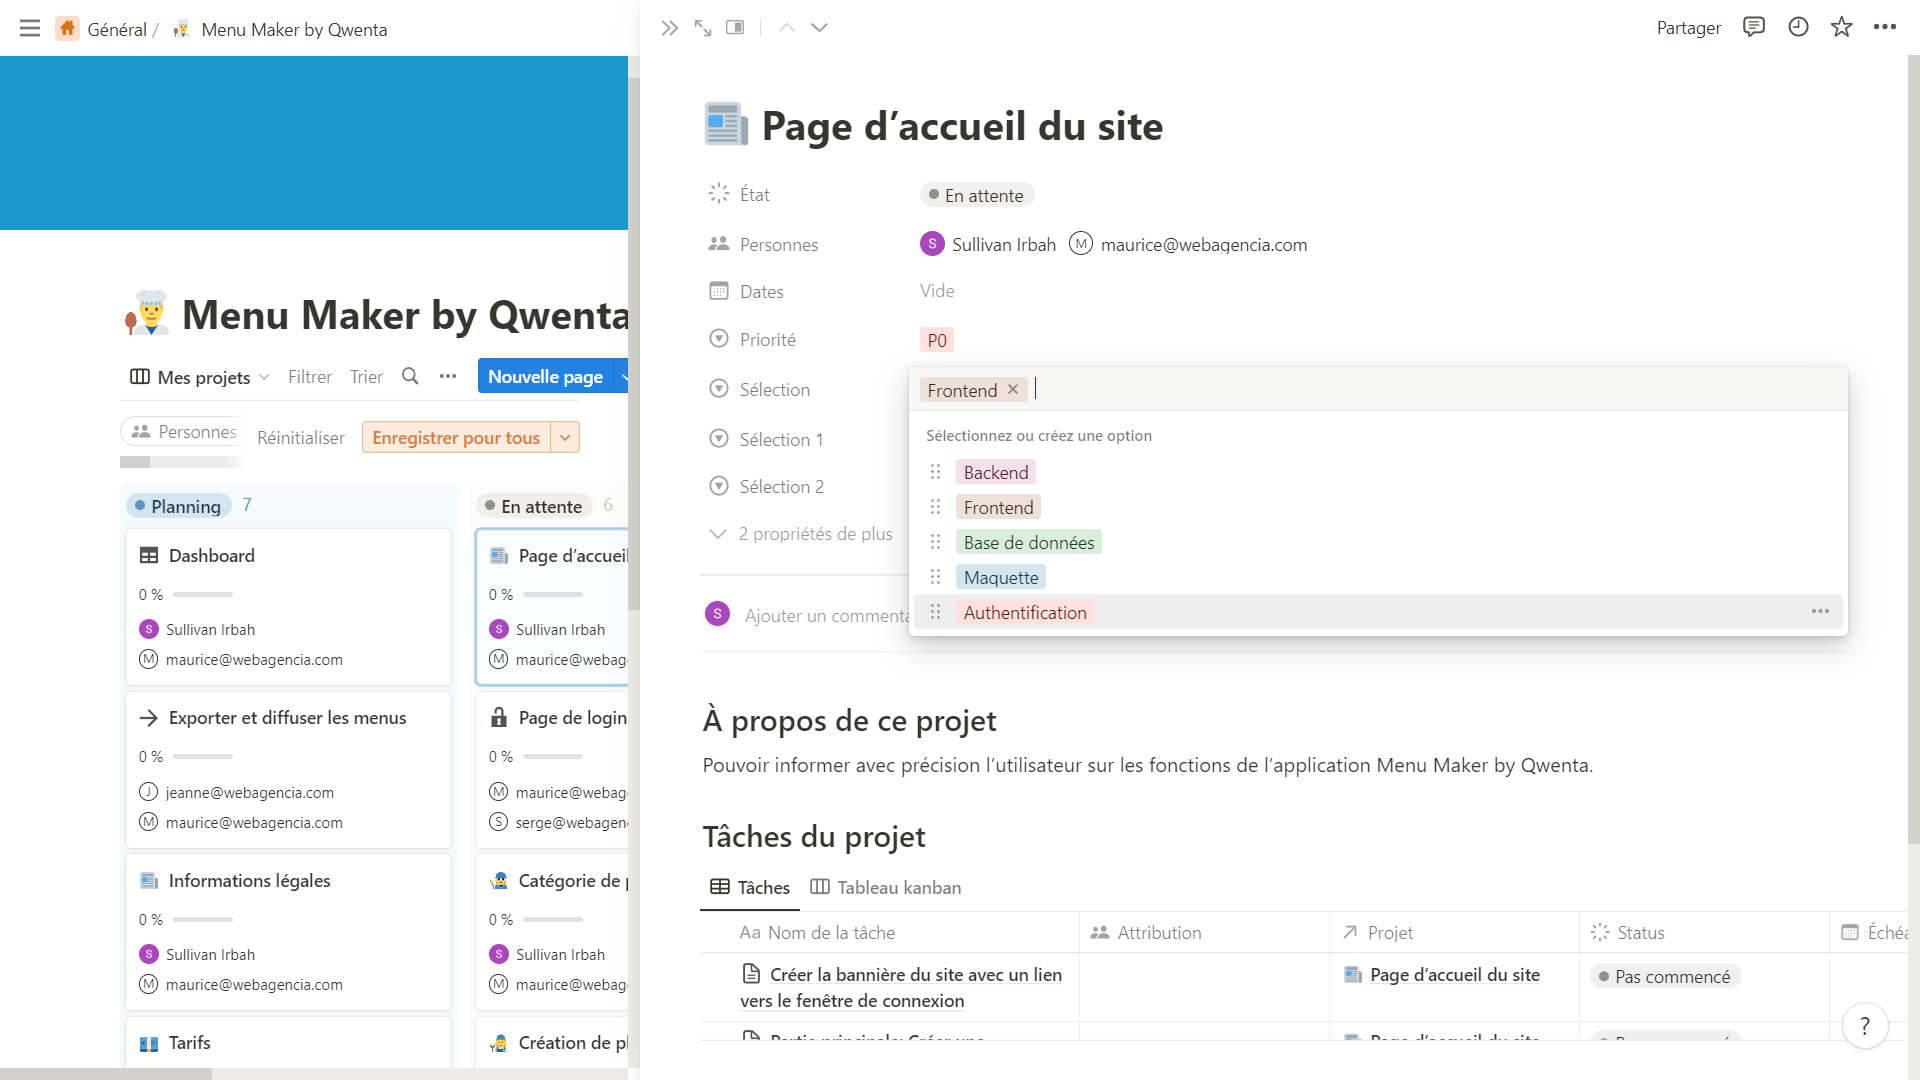 Général / Menu Maker by Qwenta
Menu Maker by Qwenta
Mes projets Filtrer Trier Nouvelle page
Personnes Réinitialiser Enregistrer pour tous
Planning 7
Dashboard
0 %
S Sullivan Irbah
M maurice@webagencia.com
Exporter et diffuser les menus
0 %
J jeanne@webagencia.com
M maurice@webagencia.com
Informations légales
0 %
S Sullivan Irbah
M maurice@webagencia.com
Tarifs
En attente 6
Page d’accueil
0 %
S Sullivan Irbah
M maurice@webag
Page de login
0 %
M maurice@webag
S serge@webagen
Catégorie de p
0 %
S Sullivan Irbah
M maurice@webag
Création de pl
Partager
Page d’accueil du site
État En attente
Personnes S Sullivan Irbah M maurice@webagencia.com
Dates Vide
Priorité P0
Sélection Frontend
Sélection 1
Sélection 2
2 propriétés de plus
Sélectionnez ou créez une option
Backend
Frontend
Base de données
Maquette
Authentification
S Ajouter un commenta
À propos de ce projet
Pouvoir informer avec précision l’utilisateur sur les fonctions de l’application Menu Maker by Qwenta.
Tâches du projet
Tâches Tableau kanban
Aa Nom de la tâche Attribution Projet Status Échéa
Créer la bannière du site avec un lien
vers le fenêtre de connexion
Page d’accueil du site Pas commencé
Partie principale: Créer une Page d’accueil du site
?